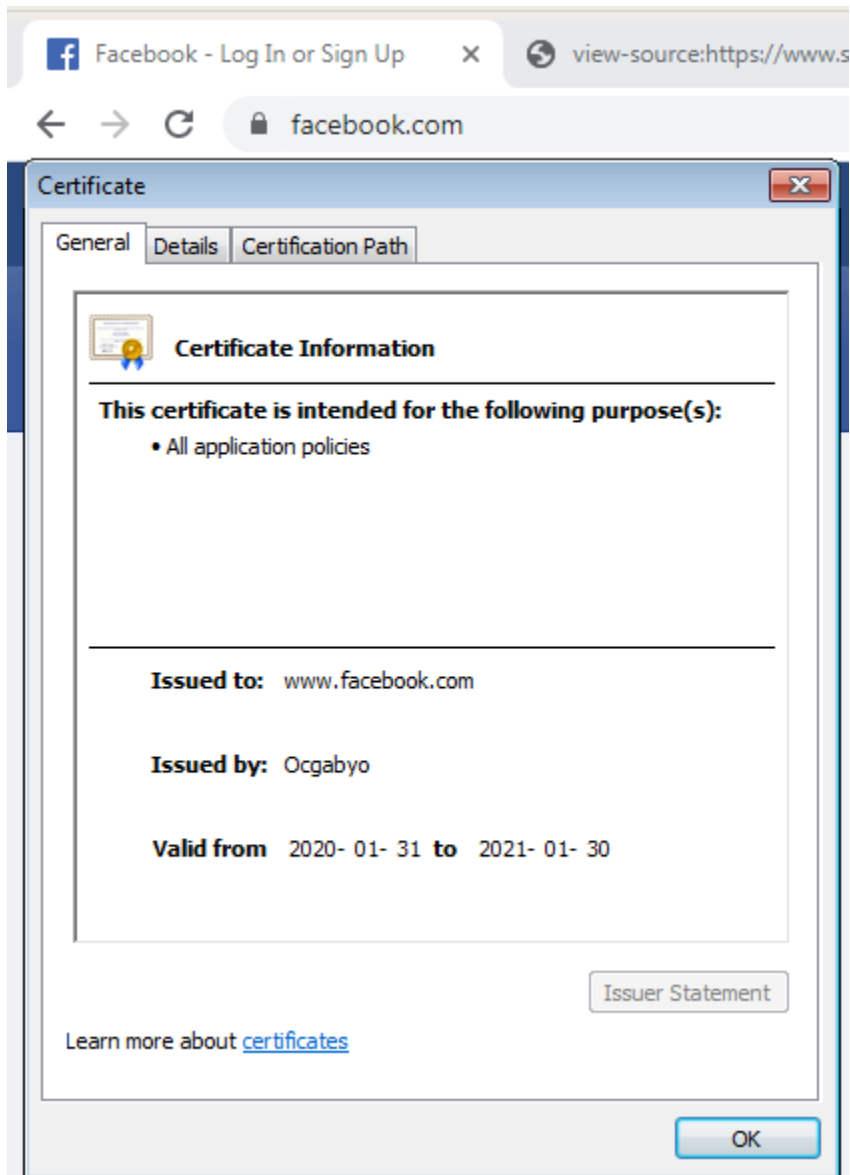 Facebook - Log In or Sign Up
view-source:https://www.s
facebook.com
Certificate
General Details Certification Path
Certificate Information
This certificate is intended for the following purpose(s):
• All application policies
Issued to: www.facebook.com
Issued by: Ocgabyo
Valid from 2020- 01- 31 to 2021- 01- 30
Issuer Statement
Learn more about certificates
OK